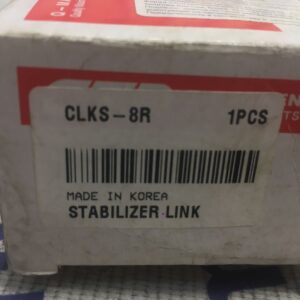 Q-M
CLKS-8R 1PCS
MADE IN KOREA
STABILIZER LINK